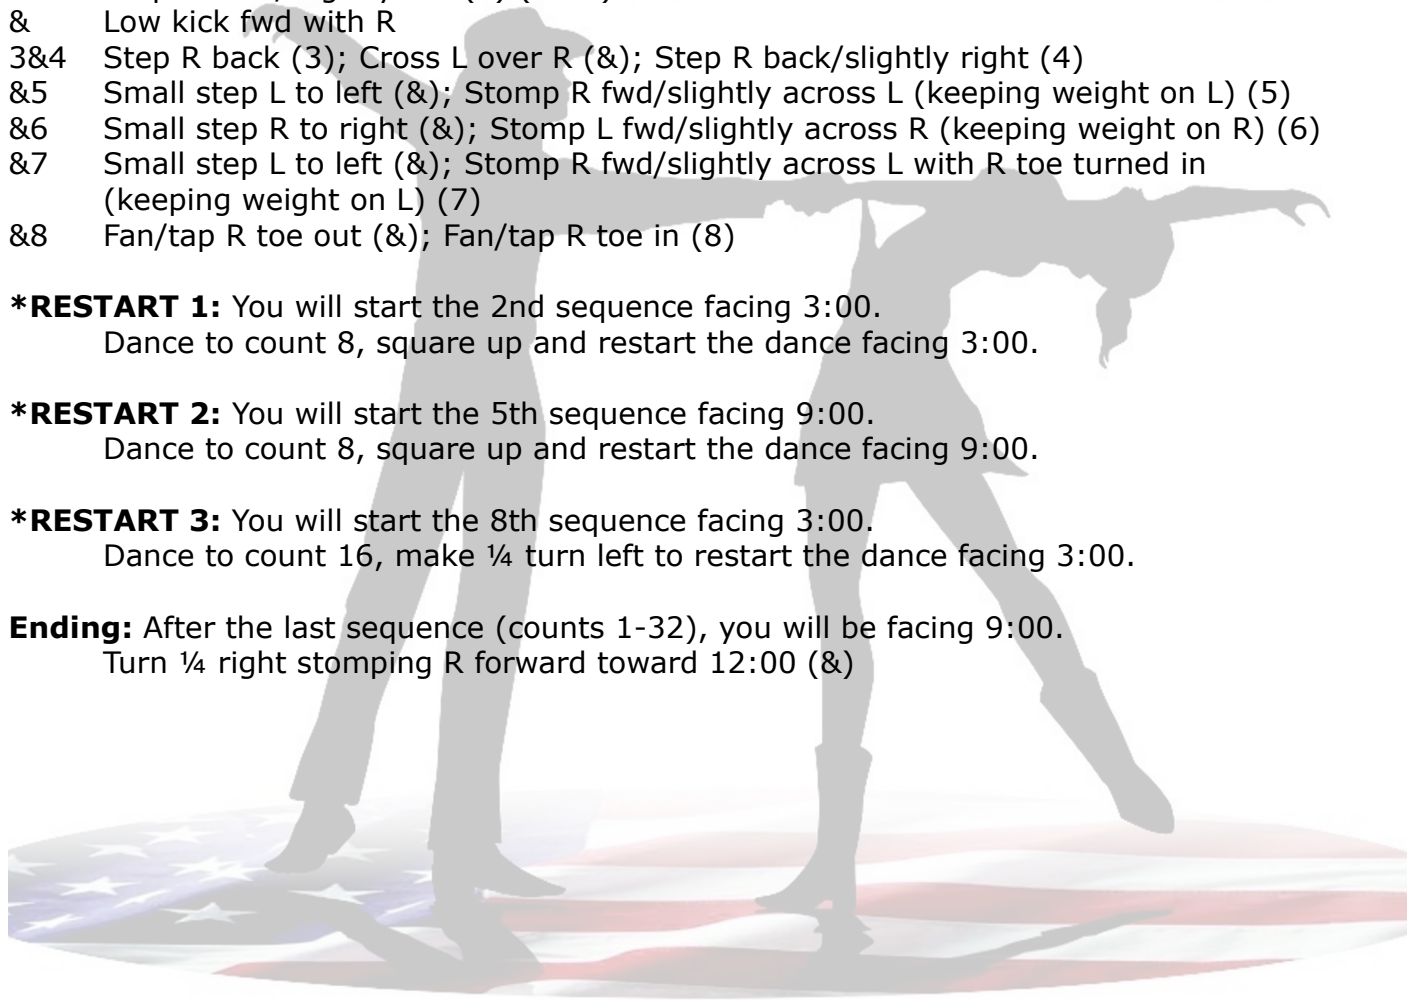 &	Low kick fwd with R
3&4	Step R back (3); Cross L over R (&); Step R back/slightly right (4)
&5	Small step L to left (&); Stomp R fwd/slightly across L (keeping weight on L) (5)
&6	Small step R to right (&); Stomp L fwd/slightly across R (keeping weight on R) (6)
&7	Small step L to left (&); Stomp R fwd/slightly across L with R toe turned in
(keeping weight on L) (7)
&8	Fan/tap R toe out (&); Fan/tap R toe in (8)
*RESTART 1: You will start the 2nd sequence facing 3:00.
Dance to count 8, square up and restart the dance facing 3:00.
*RESTART 2: You will start the 5th sequence facing 9:00.
Dance to count 8, square up and restart the dance facing 9:00.
*RESTART 3: You will start the 8th sequence facing 3:00.
Dance to count 16, make ¼ turn left to restart the dance facing 3:00.
Ending: After the last sequence (counts 1-32), you will be facing 9:00.
Turn ¼ right stomping R forward toward 12:00 (&)